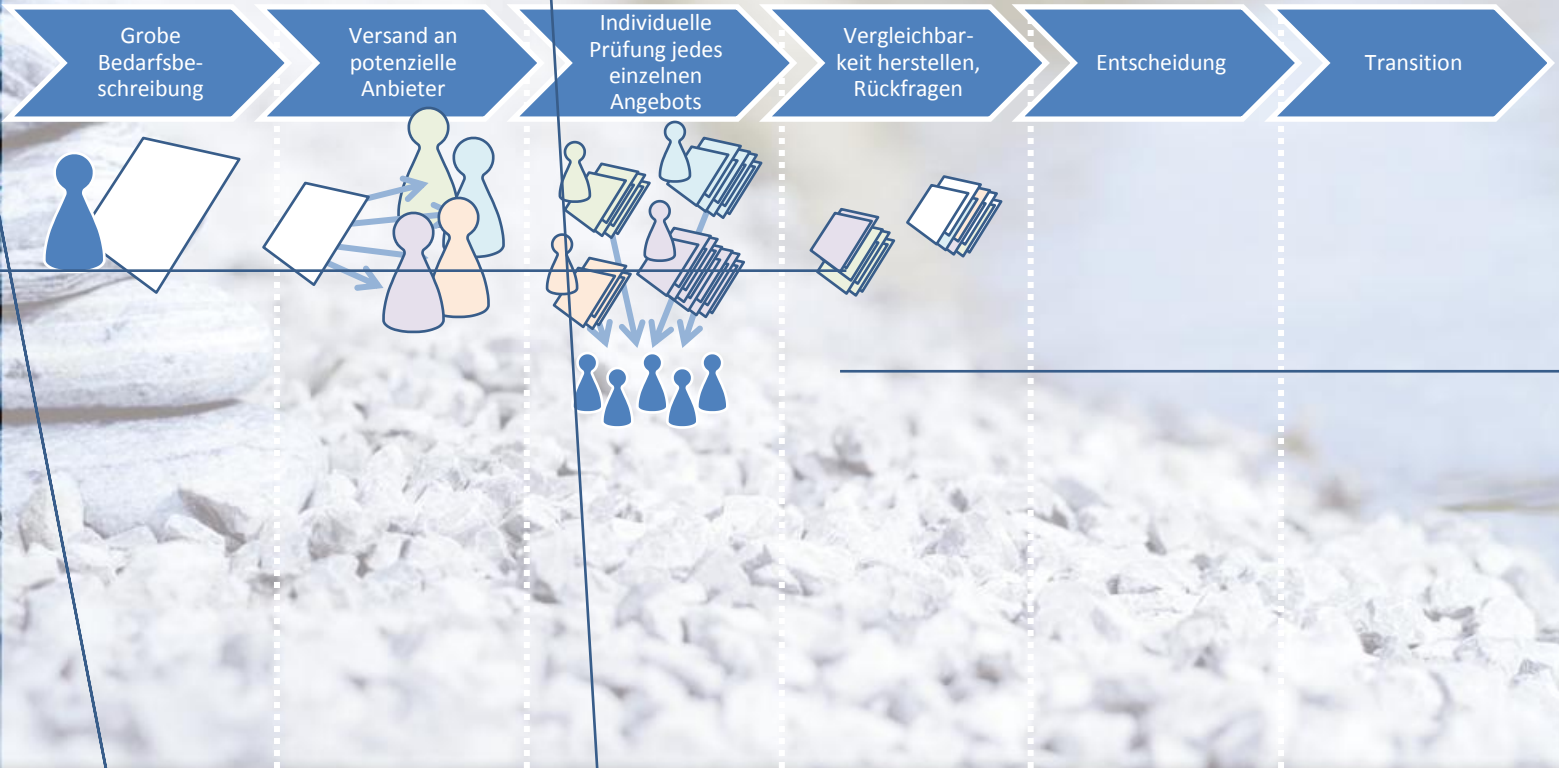 Grobe
Bedarfsbe-
schreibung
Versand an
potenzielle
Anbieter
Individuelle
Prüfung jedes
einzelnen
Angebots
Vergleichbar-
keit herstellen,
Rückfragen
Entscheidung
Transition